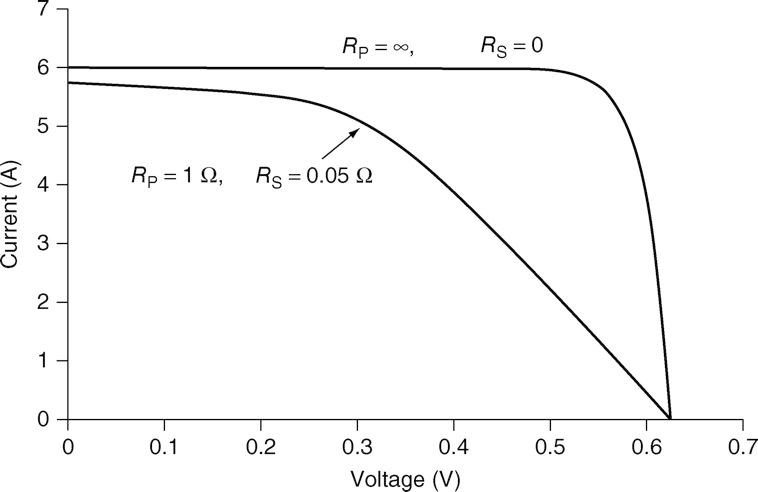 7
R_P = ∞, R_S = 0
6
5
R_P = 1 Ω, R_S = 0.05 Ω
4
3
2
1
0
Current (A)
0 0.1 0.2 0.3 0.4 0.5 0.6 0.7
Voltage (V)